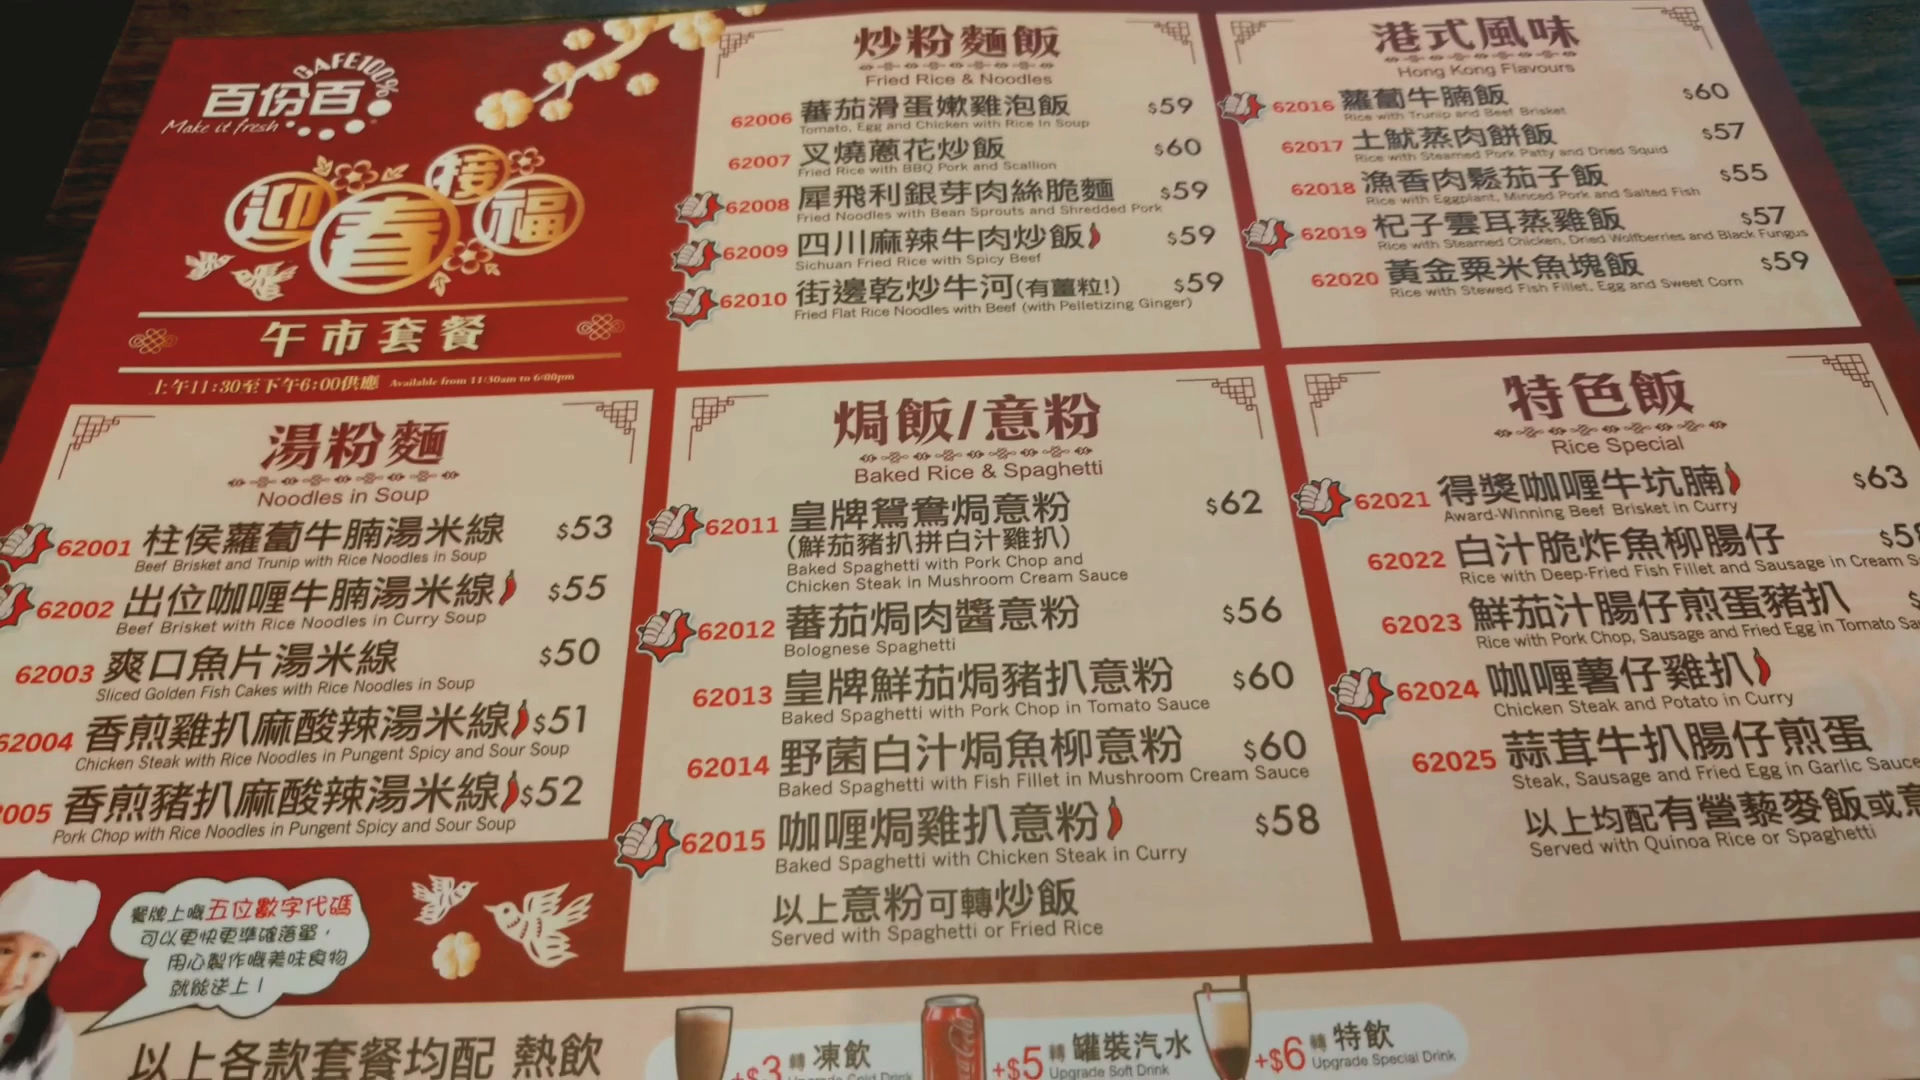 CAFE100%
百份百
Make it fresh
迎春接福
午市套餐
上午11:30至下午6:00供應 Available from 11:30am to 6:00pm
湯粉麵
Noodles in Soup
62001 柱侯蘿蔔牛腩湯米線 $53
Beef Brisket and Trunip with Rice Noodles in Soup
62002 出位咖喱牛腩湯米線 $55
Beef Brisket with Rice Noodles in Curry Soup
62003 爽口魚片湯米線 $50
Sliced Golden Fish Cakes with Rice Noodles in Soup
62004 香煎雞扒麻酸辣湯米線 $51
Chicken Steak with Rice Noodles in Pungent Spicy and Sour Soup
005 香煎豬扒麻酸辣湯米線 $52
Pork Chop with Rice Noodles in Pungent Spicy and Sour Soup
餐牌上嘅五位數字代碼
可以更快更準確落單，
用心製作嘅美味食物
就能送上！
炒粉麵飯
Fried Rice & Noodles
62006 蕃茄滑蛋嫩雞泡飯 $59
Tomato, Egg and Chicken with Rice In Soup
62007 叉燒蔥花炒飯 $60
Fried Rice with BBQ Pork and Scallion
62008 犀飛利銀芽肉絲脆麵 $59
Fried Noodles with Bean Sprouts and Shredded Pork
62009 四川麻辣牛肉炒飯 $59
Sichuan Fried Rice with Spicy Beef
62010 街邊乾炒牛河(有薑粒!) $59
Fried Flat Rice Noodles with Beef (with Pelletizing Ginger)
焗飯/意粉
Baked Rice & Spaghetti
62011 皇牌鴛鴦焗意粉 $62
(鮮茄豬扒拼白汁雞扒)
Baked Spaghetti with Pork Chop and
Chicken Steak in Mushroom Cream Sauce
62012 蕃茄焗肉醬意粉 $56
Bolognese Spaghetti
62013 皇牌鮮茄焗豬扒意粉 $60
Baked Spaghetti with Pork Chop in Tomato Sauce
62014 野菌白汁焗魚柳意粉 $60
Baked Spaghetti with Fish Fillet in Mushroom Cream Sauce
62015 咖喱焗雞扒意粉 $58
Baked Spaghetti with Chicken Steak in Curry
以上意粉可轉炒飯
Served with Spaghetti or Fried Rice
港式風味
Hong Kong Flavours
62016 蘿蔔牛腩飯 $60
Rice with Trunip and Beef Brisket
62017 土魷蒸肉餅飯 $57
Rice with Steamed Pork Patty and Dried Squid
62018 漁香肉鬆茄子飯 $55
Rice with Eggplant, Minced Pork and Salted Fish
62019 杞子雲耳蒸雞飯 $57
Rice with Steamed Chicken, Dried Wolfberries and Black Fungus
62020 黃金粟米魚塊飯 $59
Rice with Stewed Fish Fillet, Egg and Sweet Corn
特色飯
Rice Special
62021 得獎咖喱牛坑腩 $63
Award-Winning Beef Brisket in Curry
62022 白汁脆炸魚柳腸仔 $5
Rice with Deep-Fried Fish Fillet and Sausage in Cream S
62023 鮮茄汁腸仔煎蛋豬扒 $
Rice with Pork Chop, Sausage and Fried Egg in Tomato Sa
62024 咖喱薯仔雞扒
Chicken Steak and Potato in Curry
62025 蒜茸牛扒腸仔煎蛋
Steak, Sausage and Fried Egg in Garlic Sauce
以上均配有營藜麥飯或意
Served with Quinoa Rice or Spaghetti
以上各款套餐均配 熱飲
+$3 轉 凍飲
Upgrade Cold Drink
+$5 轉 罐裝汽水
Upgrade Soft Drink
+$6 轉 特飲
Upgrade Special Drink